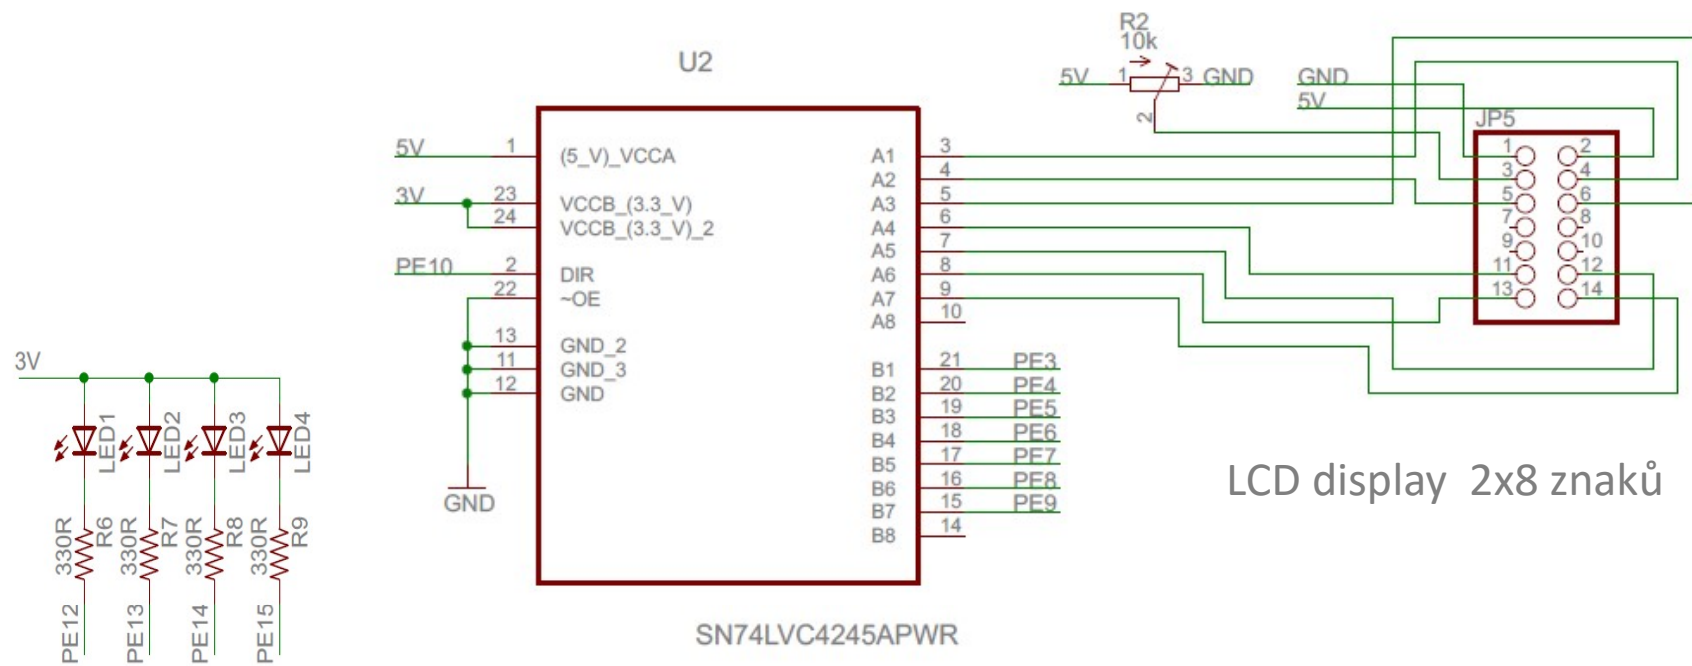 R2
10k
5V 1 3 GND
2
GND
5V
JP5
1 2
3 4
5 6
7 8
9 10
11 12
13 14
U2
5V 1 (5_V)_VCCA
3V 23 VCCB_(3.3_V)
24 VCCB_(3.3_V)_2
PE10 2 DIR
22 ~OE
13 GND_2
11 GND_3
12 GND
GND
A1 3
A2 4
A3 5
A4 6
A5 7
A6 8
A7 9
A8 10
B1 21 PE3
B2 20 PE4
B3 19 PE5
B4 18 PE6
B5 17 PE7
B6 16 PE8
B7 15 PE9
B8 14
SN74LVC4245APWR
LCD display 2x8 znaků
3V
LED1
LED2
LED3
LED4
330R
R6
330R
R7
330R
R8
330R
R9
PE12
PE13
PE14
PE15